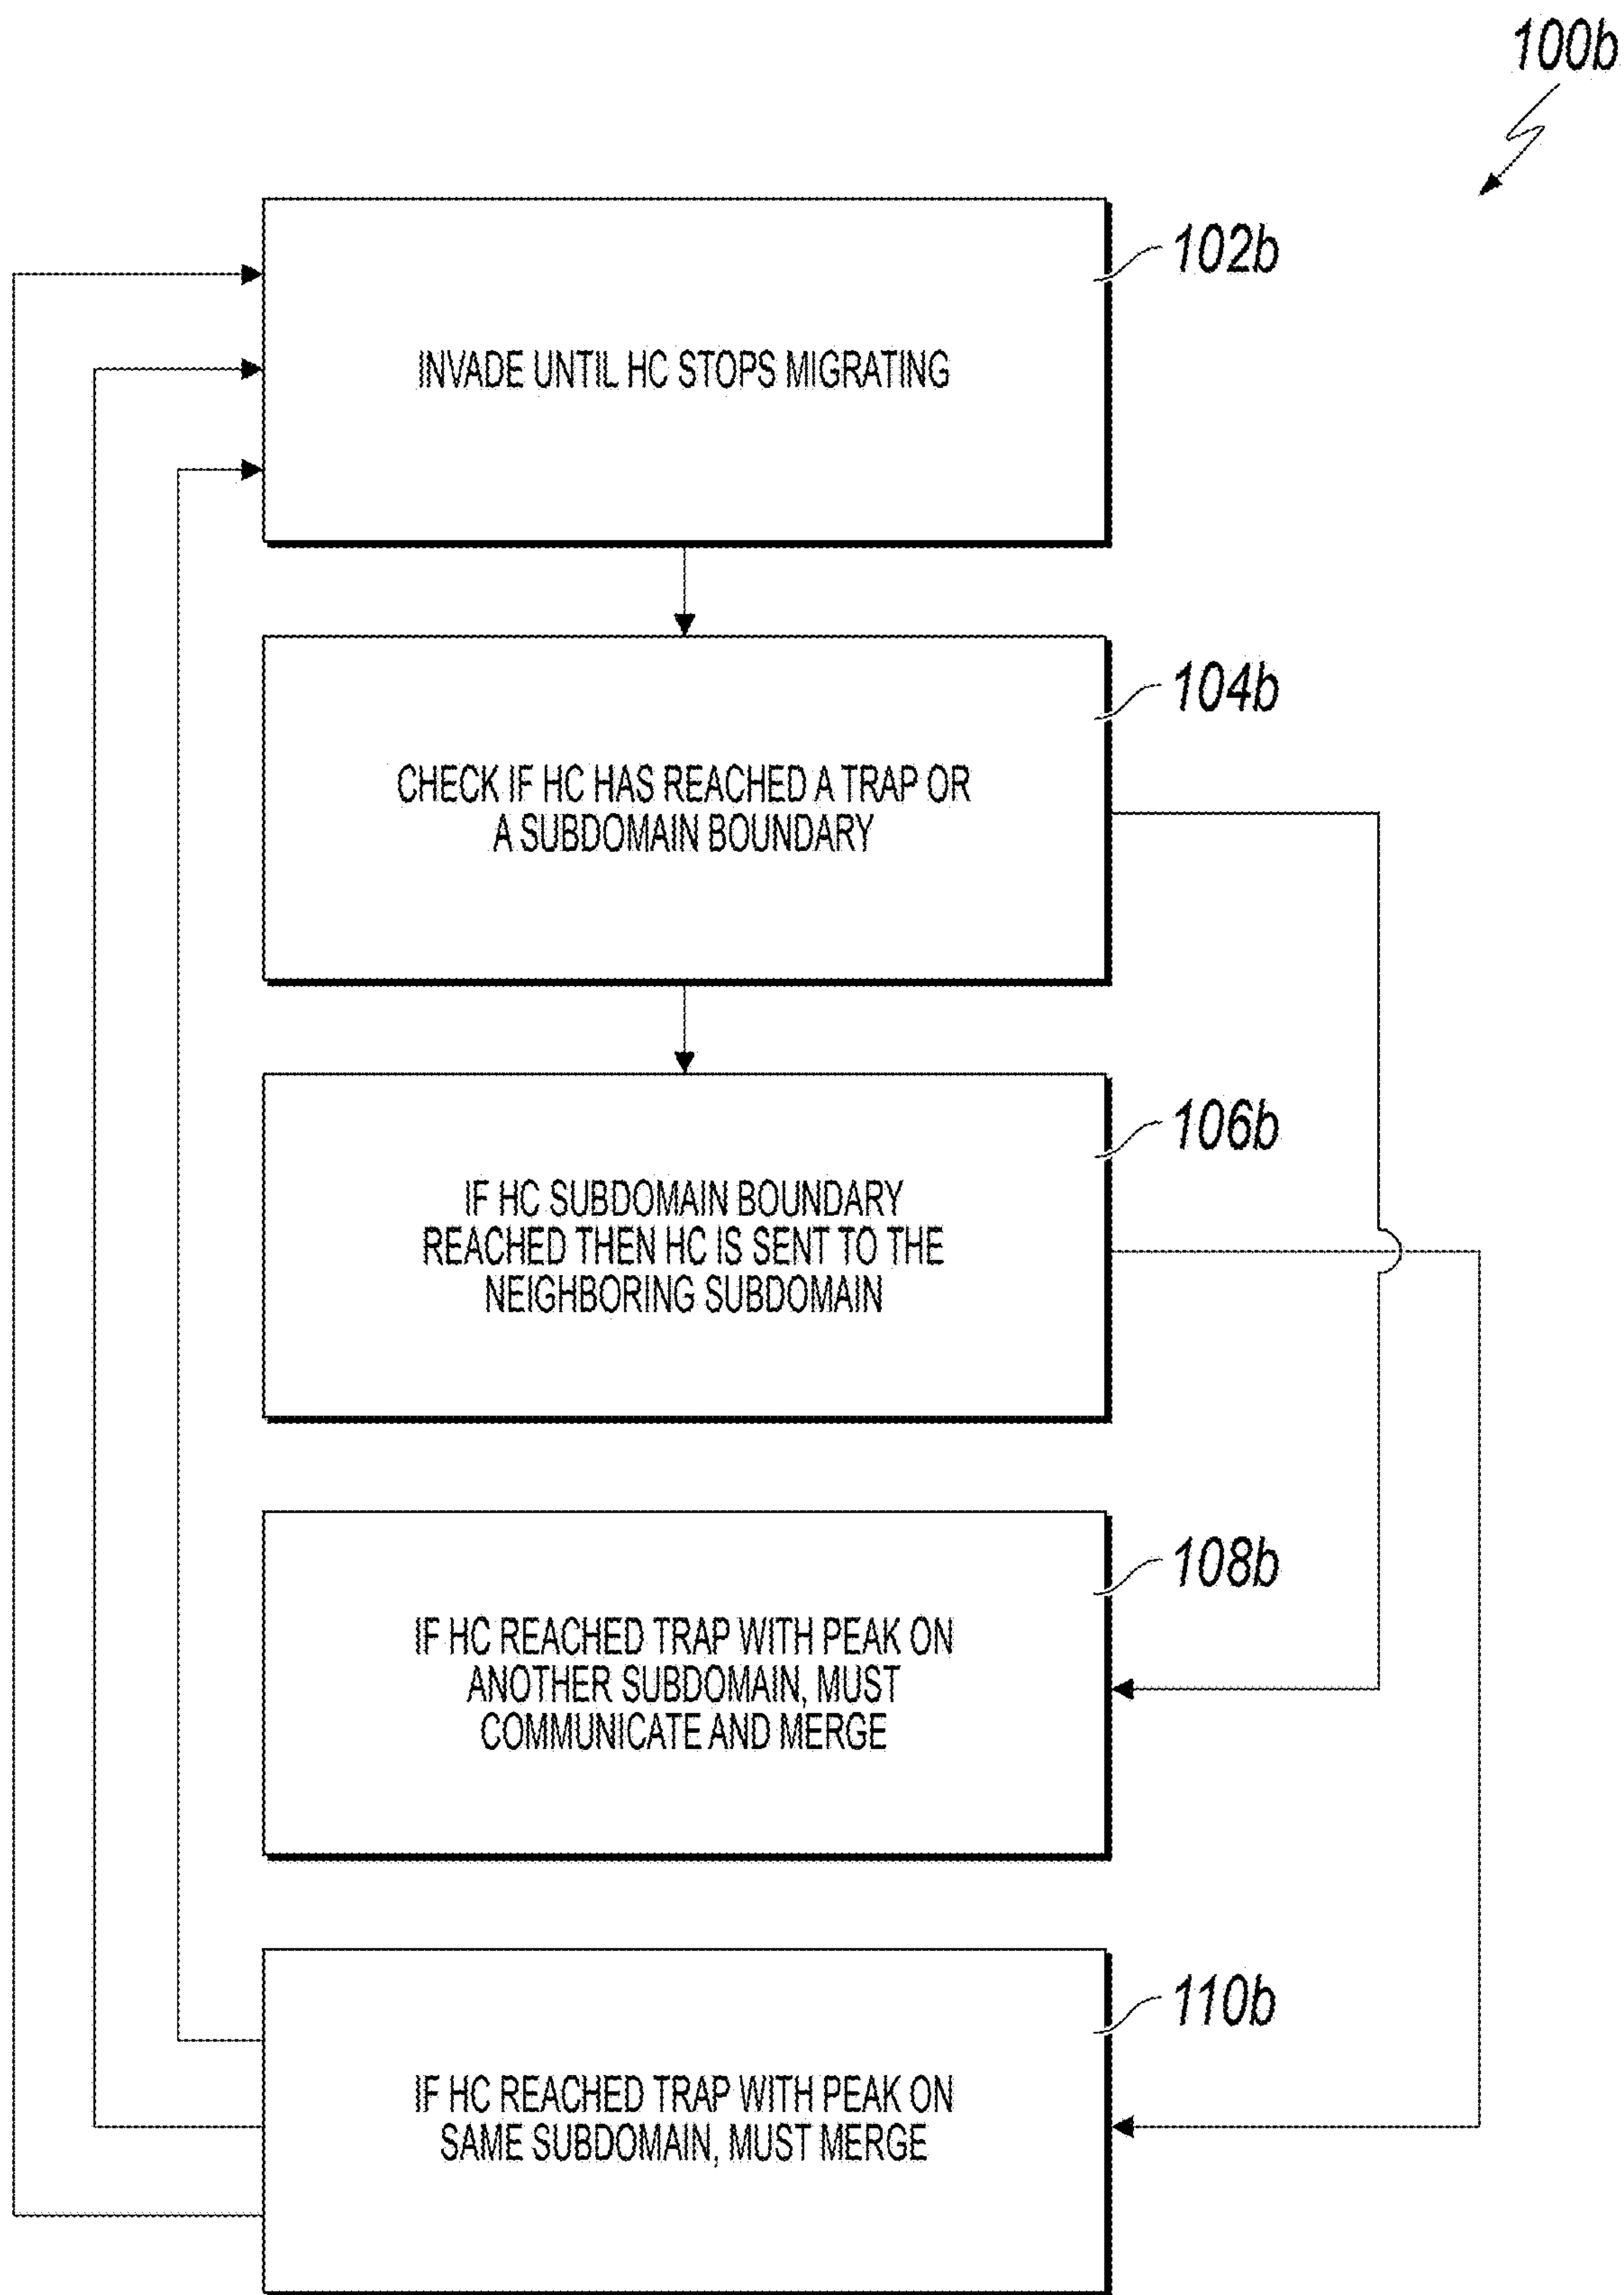 100b
102b
INVADE UNTIL HC STOPS MIGRATING
104b
CHECK IF HC HAS REACHED A TRAP OR
A SUBDOMAIN BOUNDARY
106b
IF HC SUBDOMAIN BOUNDARY
REACHED THEN HC IS SENT TO THE
NEIGHBORING SUBDOMAIN
108b
IF HC REACHED TRAP WITH PEAK ON
ANOTHER SUBDOMAIN, MUST
COMMUNICATE AND MERGE
110b
IF HC REACHED TRAP WITH PEAK ON
SAME SUBDOMAIN, MUST MERGE